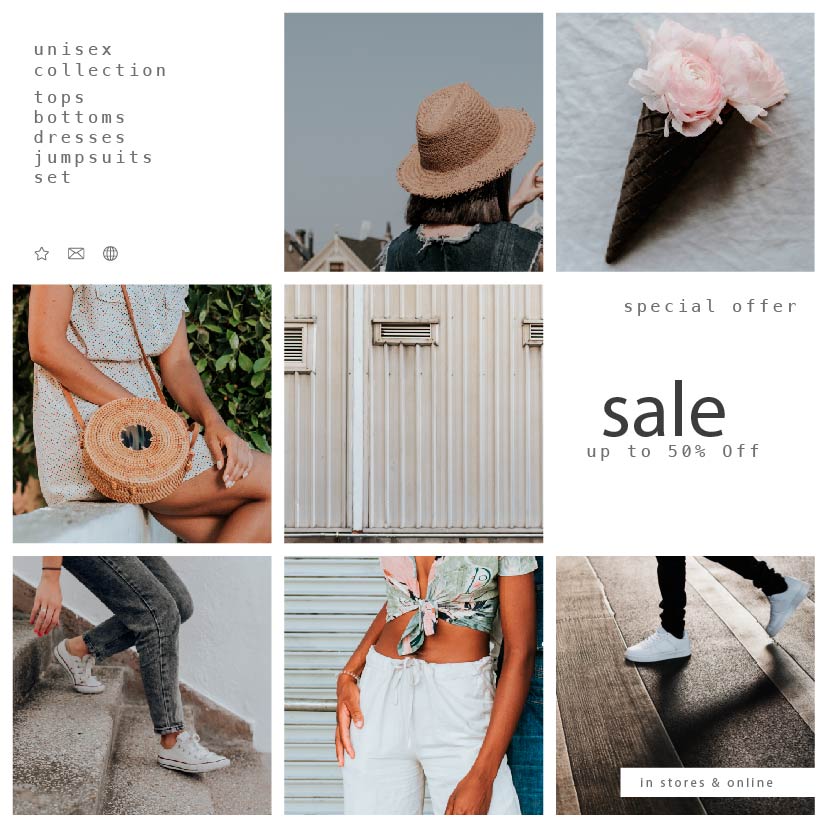 unisex
collection
tops
bottoms
dresses
jumpsuits
set
special offer
sale
up to 50% Off
in stores & online